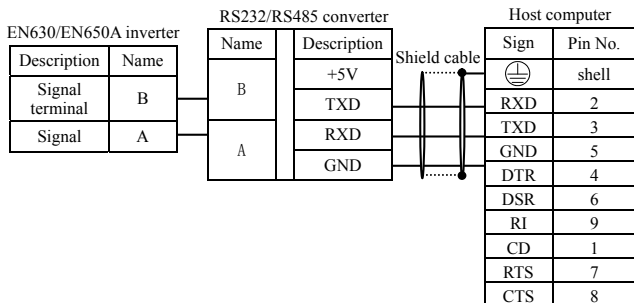 EN630/EN650A inverter
Description Name
Signal terminal B
Signal A
RS232/RS485 converter
Name Description
B +5V
TXD
A RXD
GND
Shield cable
Host computer
Sign Pin No.
shell
RXD 2
TXD 3
GND 5
DTR 4
DSR 6
RI 9
CD 1
RTS 7
CTS 8